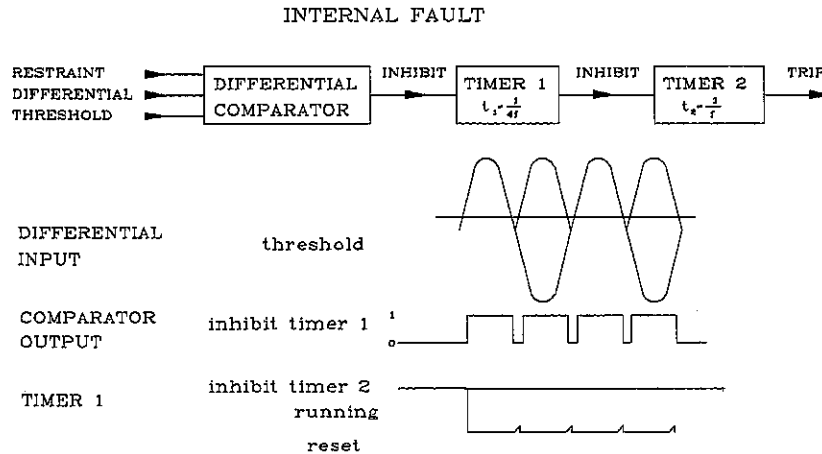 INTERNAL FAULT
RESTRAINT
DIFFERENTIAL
THRESHOLD
DIFFERENTIAL
COMPARATOR
INHIBIT
TIMER 1
INHIBIT
TIMER 2
TRIP
DIFFERENTIAL
INPUT
threshold
COMPARATOR
OUTPUT
inhibit timer 1
1
0
TIMER 1
inhibit timer 2
running
reset